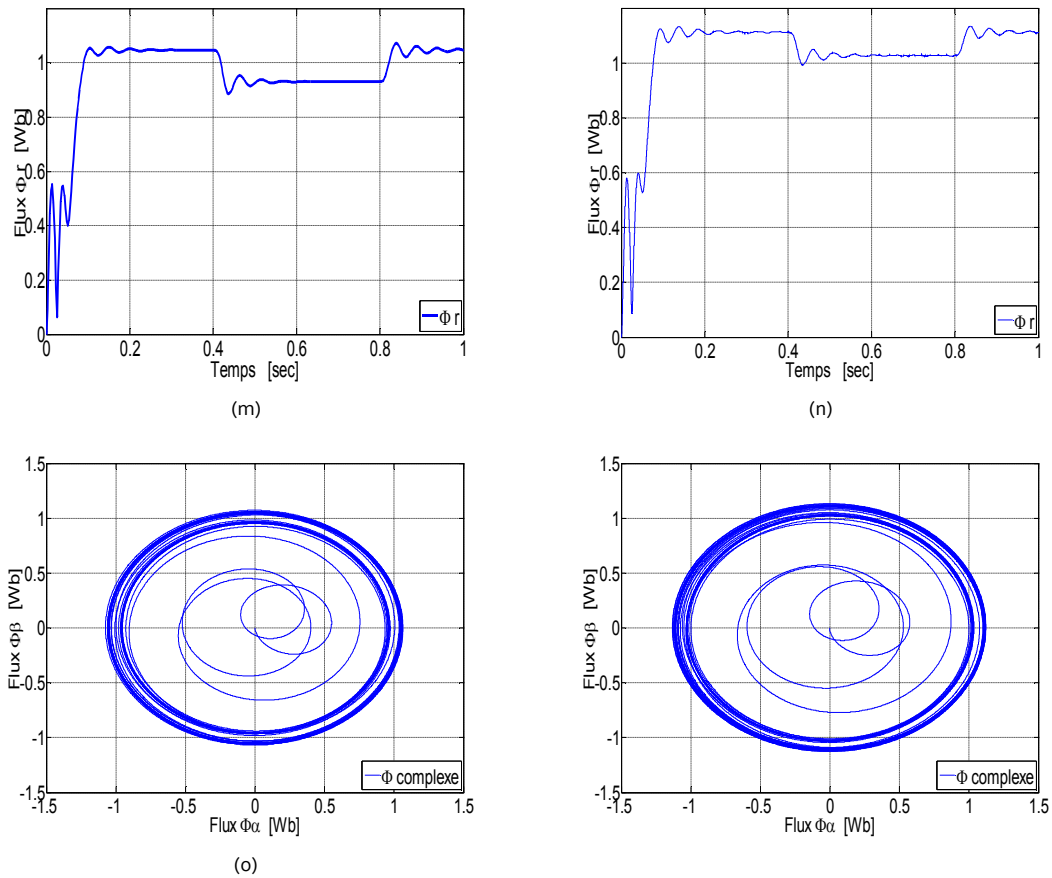 1
0.8
0.6
0.4
0.2
0
Flux Φ r [Wb]
0 0.2 0.4 0.6 0.8 1
Temps [sec]
Φ r
(m)
1
0.8
0.6
0.4
0.2
0
Flux Φ r [Wb]
0 0.2 0.4 0.6 0.8 1
Temps [sec]
Φ r
(n)
1.5
1
0.5
0
-0.5
-1
-1.5
Flux Φβ [Wb]
-1.5 -1 -0.5 0 0.5 1 1.5
Flux Φα [Wb]
Φ complexe
(o)
1.5
1
0.5
0
-0.5
-1
-1.5
Flux Φβ [Wb]
-1.5 -1 -0.5 0 0.5 1 1.5
Flux Φα [Wb]
Φ complexe